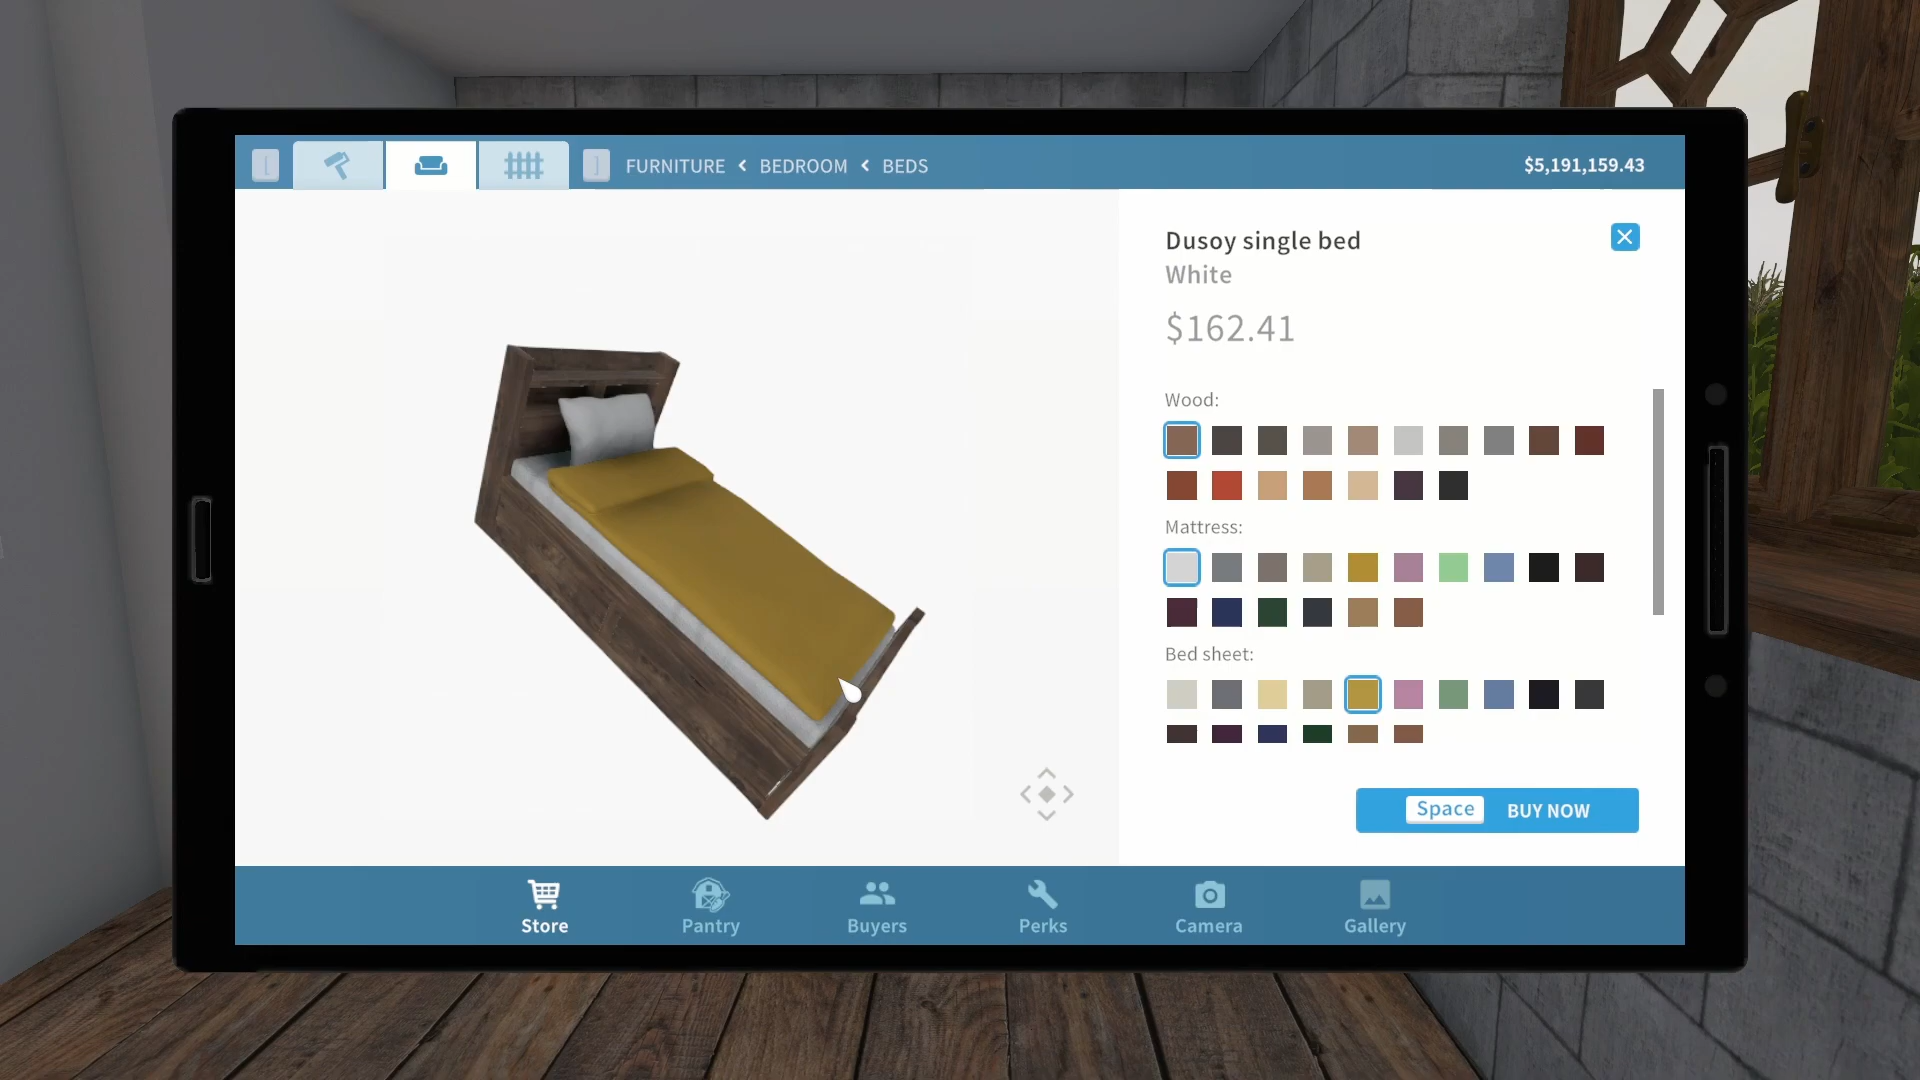 [
]
FURNITURE < BEDROOM < BEDS
$5,191,159.43
Dusoy single bed
White
$162.41
Wood:
Mattress:
Bed sheet:
Space BUY NOW
Store Pantry Buyers Perks Camera Gallery